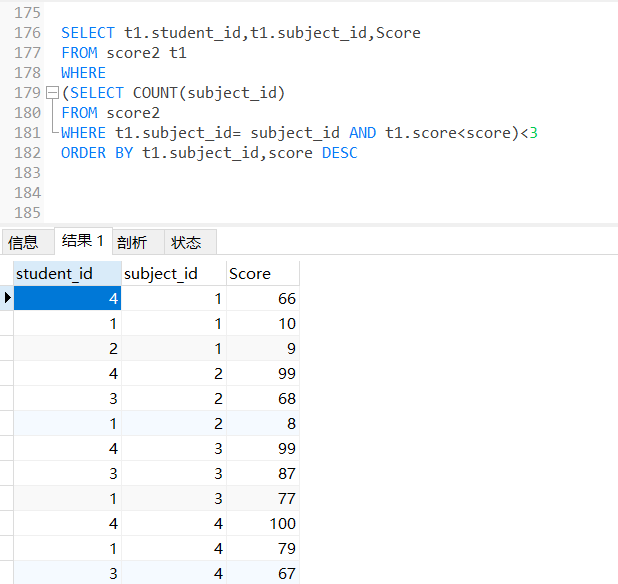 175
176 SELECT t1.student_id,t1.subject_id,Score
177 FROM score2 t1
178 WHERE
179 (SELECT COUNT(subject_id)
180 FROM score2
181 WHERE t1.subject_id= subject_id AND t1.score<score)<3
182 ORDER BY t1.subject_id,score DESC
183
184
185
信息 结果 1 剖析 状态
student_id subject_id Score
4 1 66
1 1 10
2 1 9
4 2 99
3 2 68
1 2 8
4 3 99
3 3 87
1 3 77
4 4 100
1 4 79
3 4 67